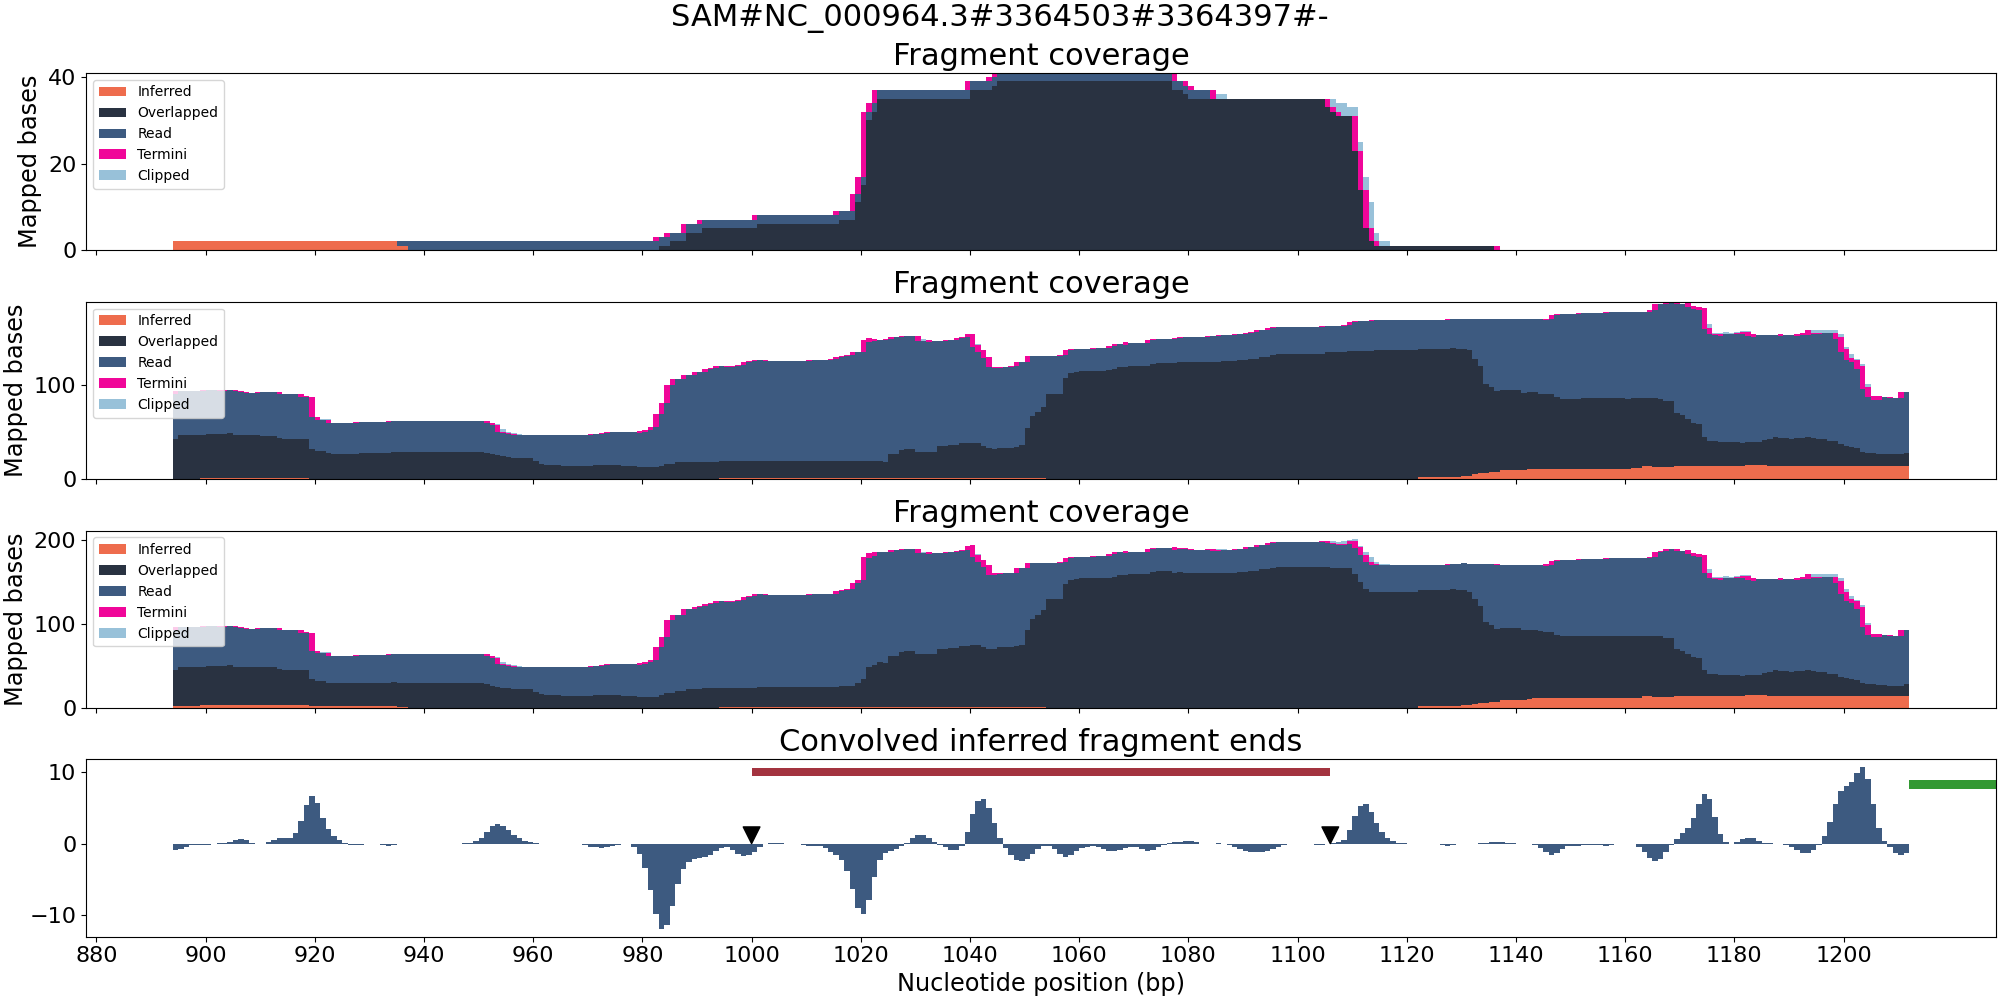 SAM#NC_000964.3#3364503#3364397#-
Fragment coverage
Mapped bases
40
20
0
Inferred
Overlapped
Read
Termini
Clipped
Fragment coverage
Mapped bases
100
0
Inferred
Overlapped
Read
Termini
Clipped
Fragment coverage
Mapped bases
200
100
0
Inferred
Overlapped
Read
Termini
Clipped
Convolved inferred fragment ends
10
0
−10
880 900 920 940 960 980 1000 1020 1040 1060 1080 1100 1120 1140 1160 1180 1200
Nucleotide position (bp)